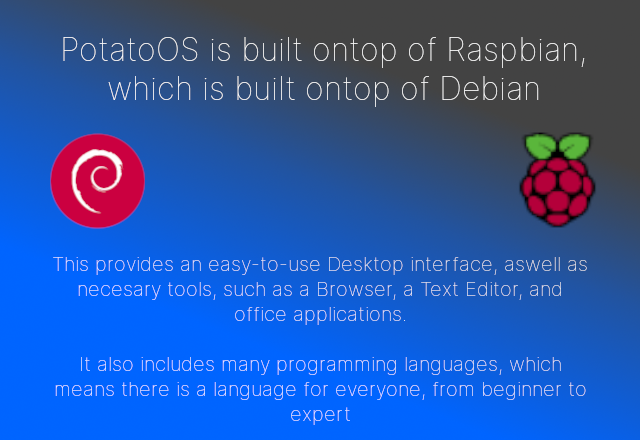 PotatoOS is built ontop of Raspbian,
which is built ontop of Debian
This provides an easy-to-use Desktop interface, aswell as
necesary tools, such as a Browser, a Text Editor, and
office applications.
It also includes many programming languages, which
means there is a language for everyone, from beginner to
expert